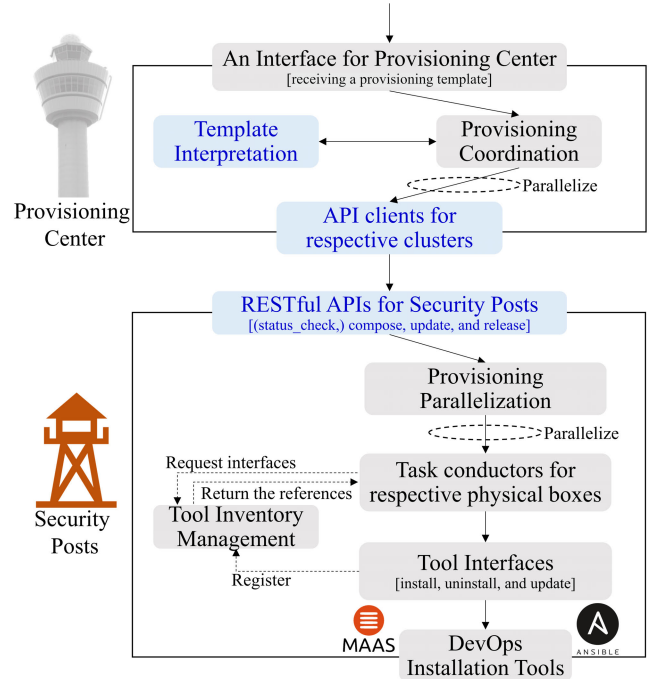 An Interface for Provisioning Center
[receiving a provisioning template]
Template
Interpretation
Provisioning
Coordination
Parallelize
Provisioning
Center
API clients for
respective clusters
RESTful APIs for Security Posts
[(status_check,) compose, update, and release]
Provisioning
Parallelization
Parallelize
Request interfaces
Task conductors for
respective physical boxes
Return the references
Security
Posts
Tool Inventory
Management
Tool Interfaces
[install, uninstall, and update]
Register
MAAS
ANSIBLE
DevOps
Installation Tools